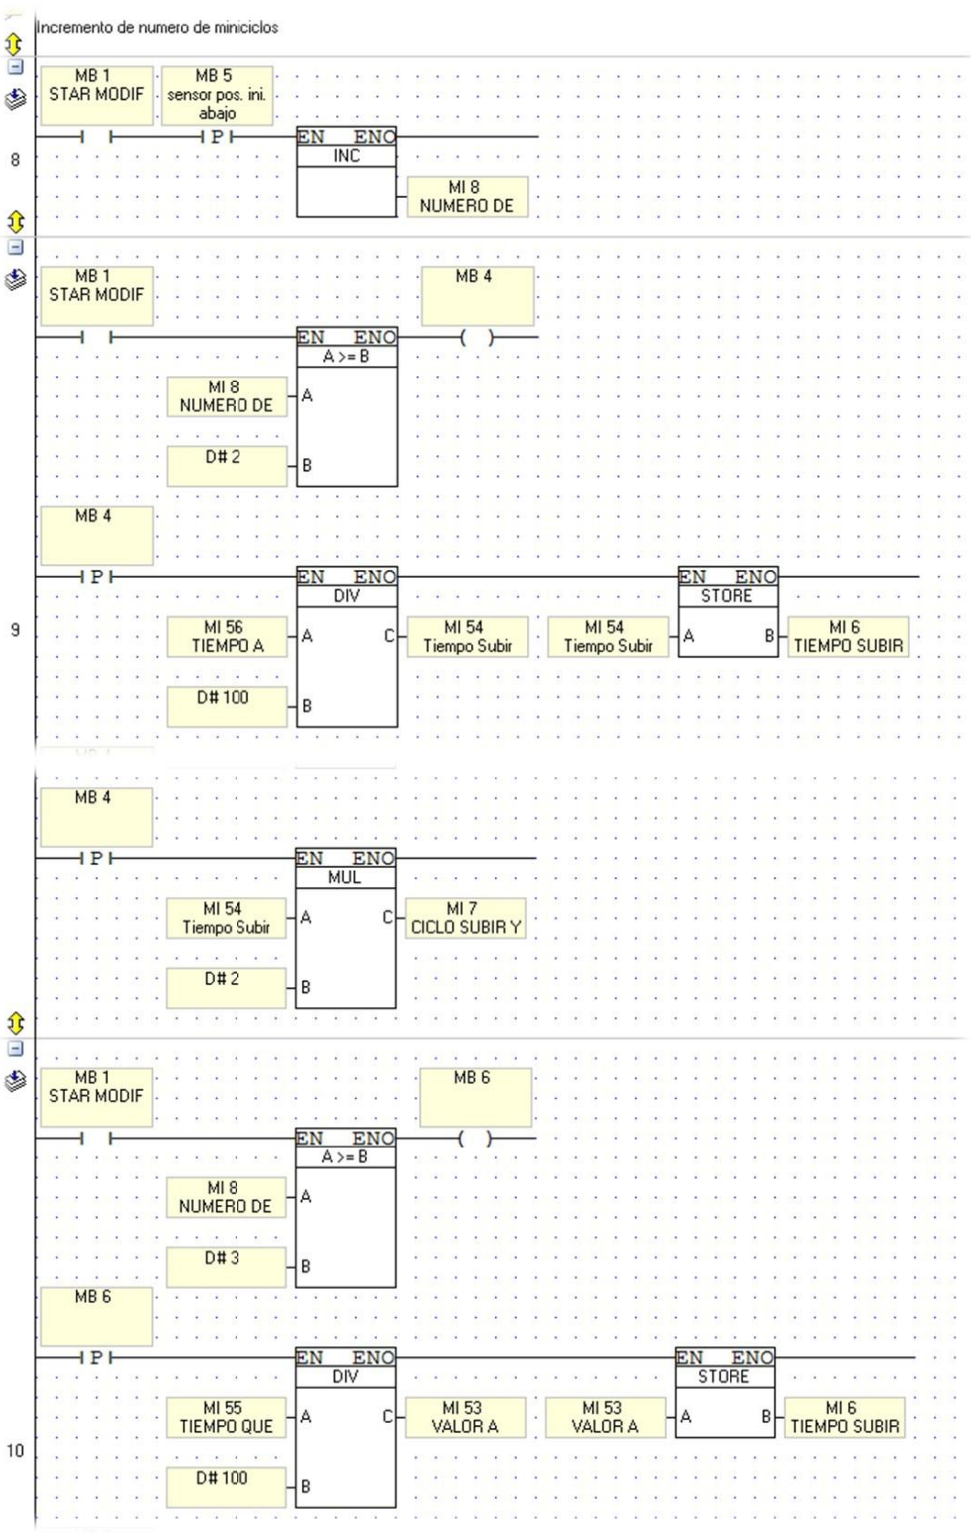 Incremento de numero de miniciclos
MB 1
STAR MODIF
MB 5
sensor pos. ini.
abajo
P
EN ENO
INC
8
MI 8
NUMERO DE
MB 1
STAR MODIF
MB 4
EN ENO
A >= B
MI 8
NUMERO DE
A
D# 2
B
MB 4
P
EN ENO
DIV
EN ENO
STORE
9
MI 56
TIEMPO A
A
C
MI 54
Tiempo Subir
MI 54
Tiempo Subir
A
B
MI 6
TIEMPO SUBIR
D# 100
B
MB 4
P
EN ENO
MUL
MI 54
Tiempo Subir
A
C
MI 7
CICLO SUBIR Y
D# 2
B
MB 1
STAR MODIF
MB 6
EN ENO
A >= B
MI 8
NUMERO DE
A
D# 3
B
MB 6
P
EN ENO
DIV
EN ENO
STORE
MI 55
TIEMPO QUE
A
C
MI 53
VALOR A
MI 53
VALOR A
A
B
MI 6
TIEMPO SUBIR
10
D# 100
B